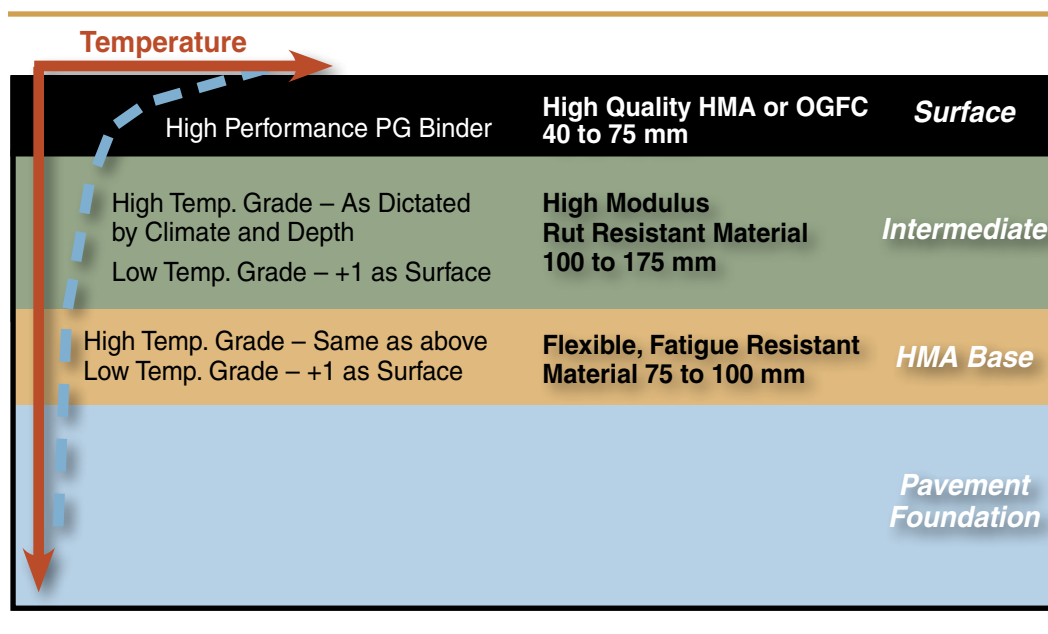 Temperature
High Performance PG Binder
High Quality HMA or OGFC
40 to 75 mm
Surface
High Temp. Grade – As Dictated
by Climate and Depth
Low Temp. Grade – +1 as Surface
High Modulus
Rut Resistant Material
100 to 175 mm
Intermediate
High Temp. Grade – Same as above
Low Temp. Grade – +1 as Surface
Flexible, Fatigue Resistant
Material 75 to 100 mm
HMA Base
Pavement
Foundation